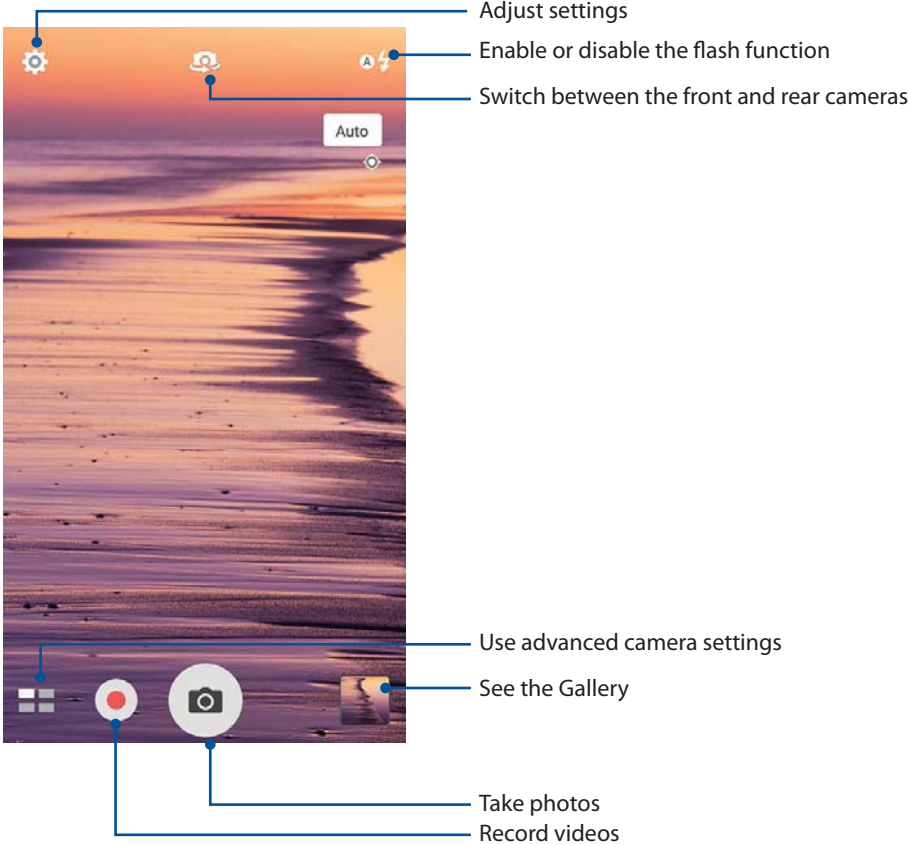 Adjust settings
Enable or disable the flash function
A
Switch between the front and rear cameras
Auto
Use advanced camera settings
See the Gallery
Take photos
Record videos